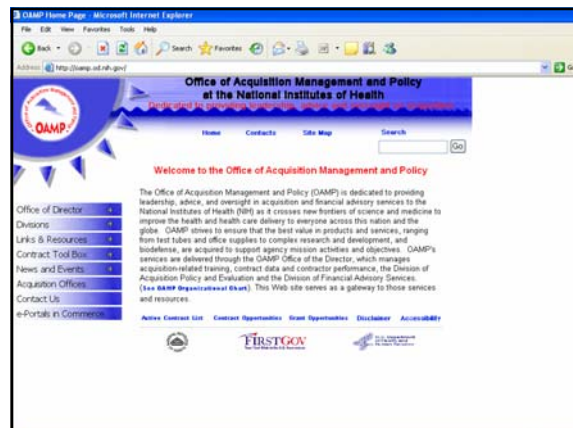 OAMP Home Page - Microsoft Internet Explorer
File Edit View Favorites Tools Help
Back Search Favorites
Address http://oamp.od.nih.gov/
Office of Acquisition Management and Policy
at the National Institutes of Health
Dedicated to providing leadership, advice, and oversight in acquisition
OAMP
Home Contacts Site Map Search
Go
Welcome to the Office of Acquisition Management and Policy
The Office of Acquisition Management and Policy (OAMP) is dedicated to providing
leadership, advice, and oversight in acquisition and financial advisory services to the
National Institutes of Health (NIH) as it crosses new frontiers of science and medicine to
improve the health and health care delivery to everyone across this nation and the
globe. OAMP strives to ensure that the best value in products and services, ranging
from test tubes and office supplies to complex research and development, and
biodefense, are acquired to support agency mission activities and objectives. OAMP's
services are delivered through the OAMP Office of the Director, which manages
acquisition-related training, contract data and contractor performance, the Division of
Acquisition Policy and Evaluation and the Division of Financial Advisory Services.
(See OAMP Organizational Chart). This Web site serves as a gateway to those services
and resources.
Office of Director
Divisions
Links & Resources
Contract Tool Box
News and Events
Acquisition Offices
Contact Us
e-Portals in Commerce
Active Contract List Contract Opportunities Grant Opportunities Disclaimer Accessibility
FIRSTGOV